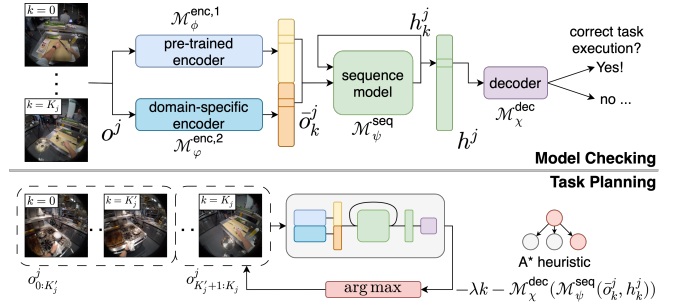 k = 0
k = K_j
o^j
M_ϕ^{enc,1}
pre-trained
encoder
domain-specific
encoder
M_φ^{enc,2}
ō_k^j
h_k^j
sequence
model
M_ψ^{seq}
h^j
decoder
M_χ^{dec}
correct task
execution?
Yes!
no ...
Model Checking
Task Planning
k = 0
k = K'_j
k = K_j
σ^j_{0:K'_j}
σ^j_{K'_j+1:K_j}
arg max
−λk − M_χ^{dec}(M_ψ^{seq}(ō_k^j, h_k^j))
A* heuristic